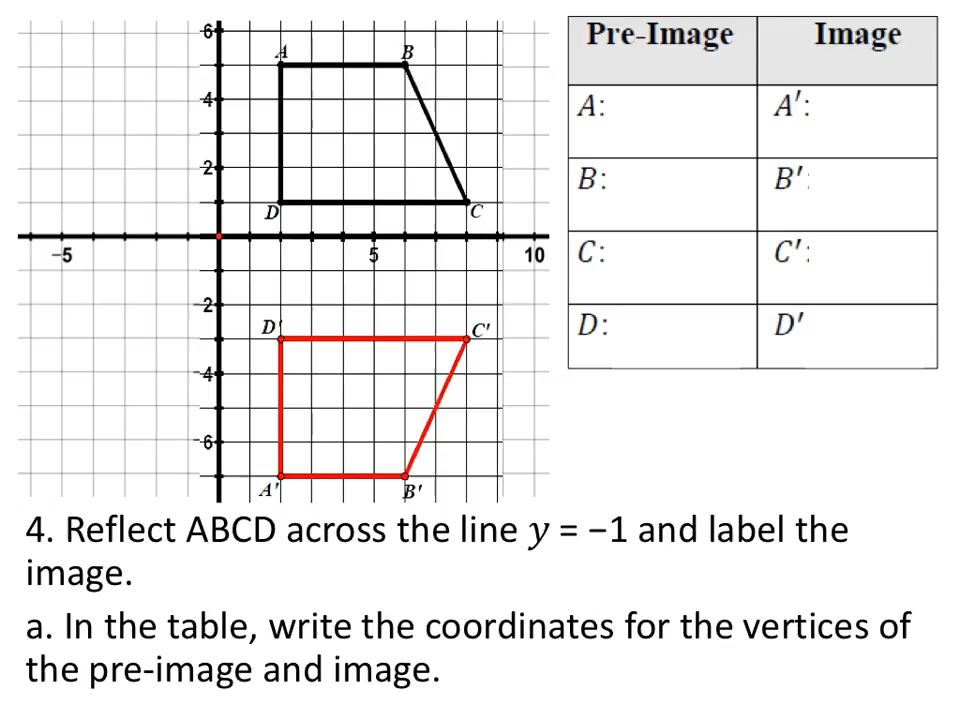 6
A
B
4
2
D
C
-5
5
10
-2
D'
C'
-4
-6
A'
B'
Pre-Image Image
A: A′:
B: B′:
C: C′:
D: D′
4. Reflect ABCD across the line y = −1 and label the
image.
a. In the table, write the coordinates for the vertices of
the pre-image and image.